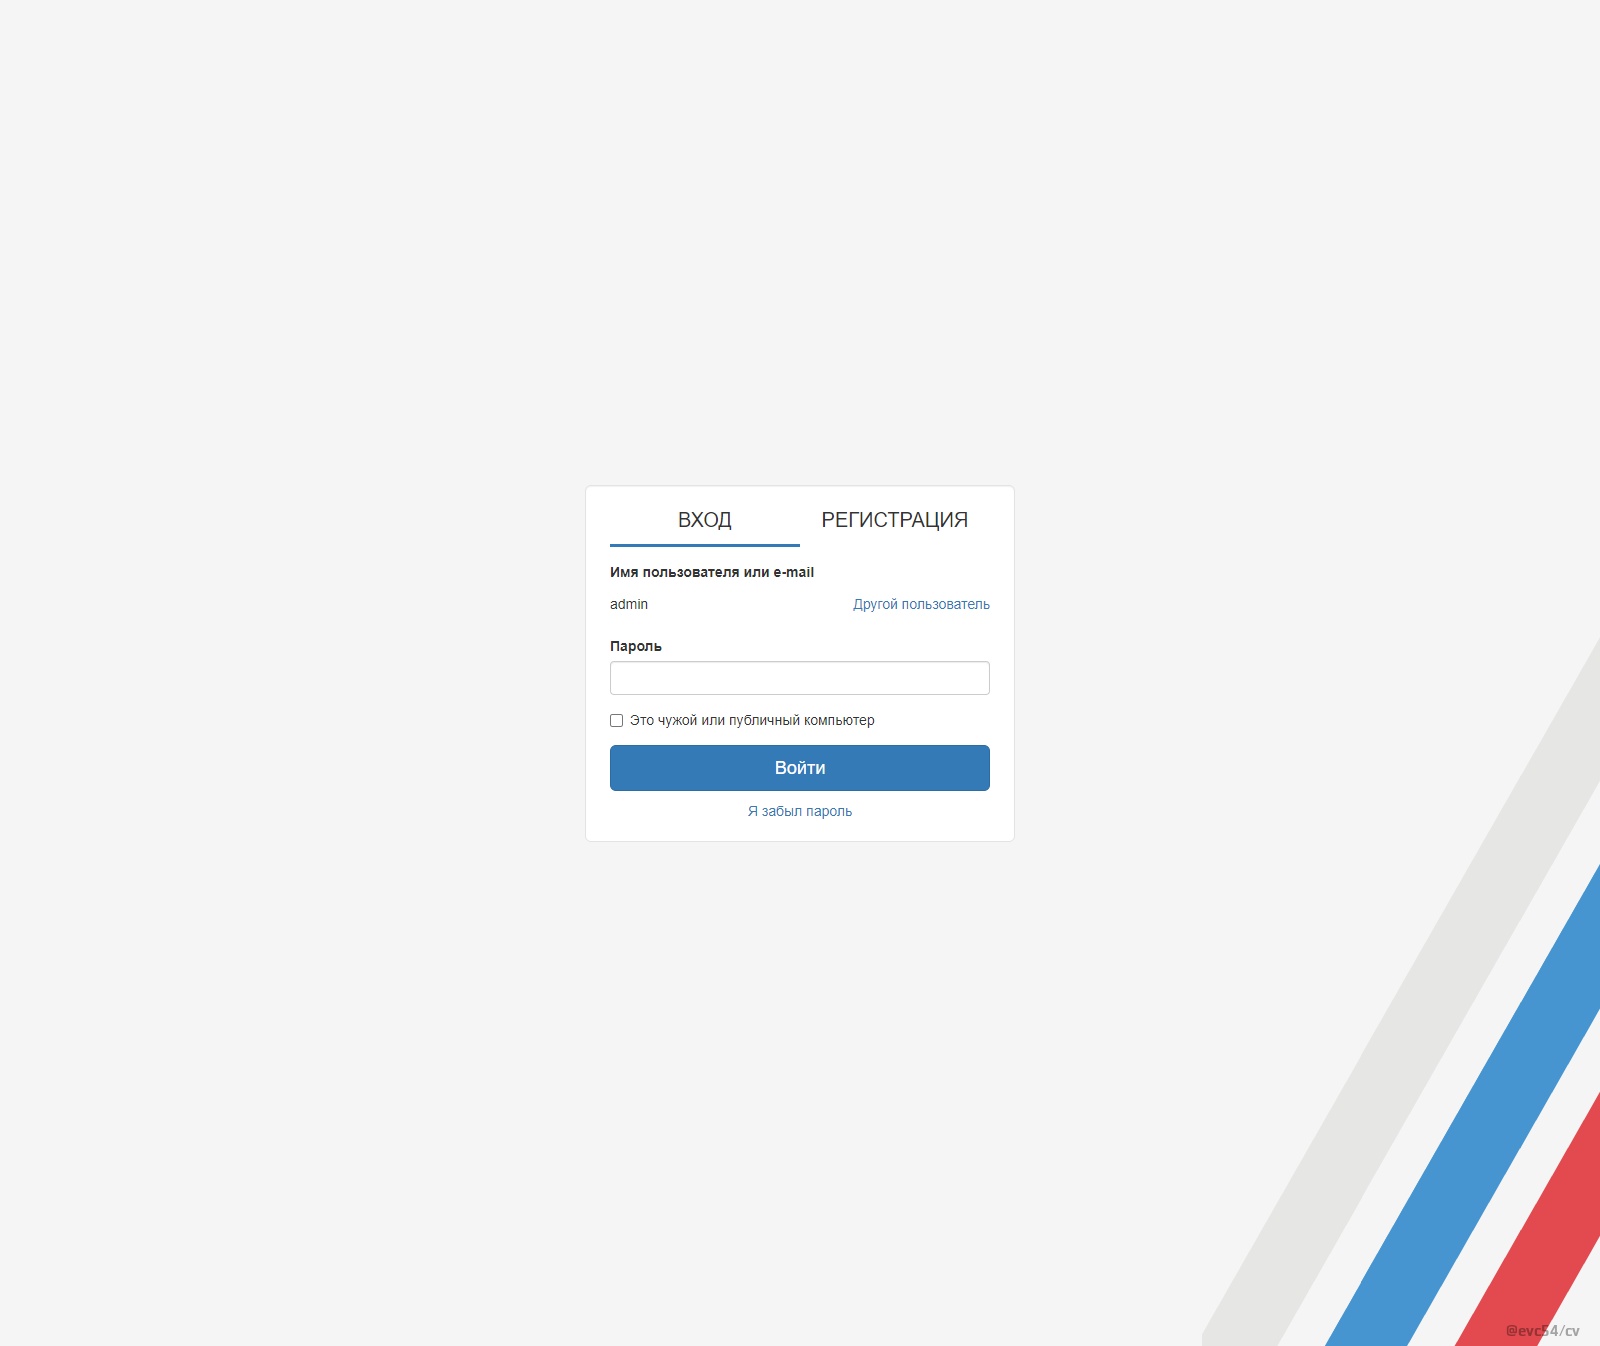 ВХОД РЕГИСТРАЦИЯ
Имя пользователя или e-mail
admin Другой пользователь
Пароль
Это чужой или публичный компьютер
Войти
Я забыл пароль
@evc54/cv